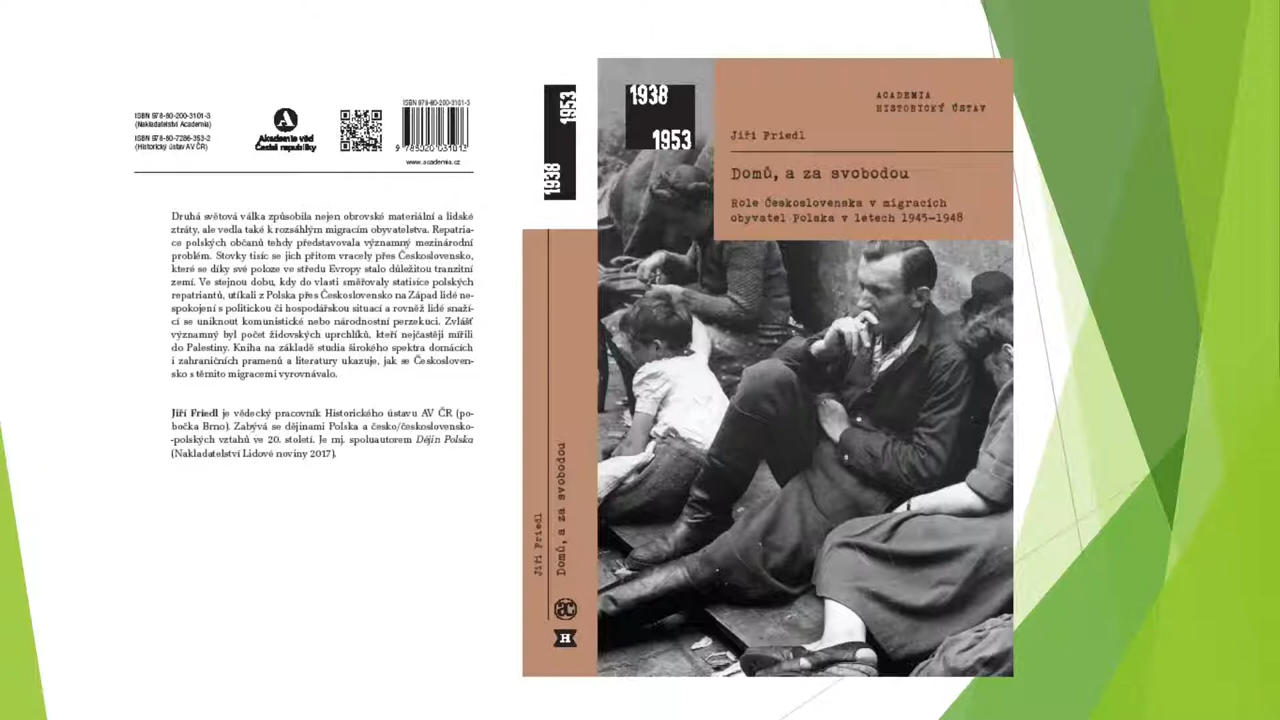 ISBN 978-80-200-3101-3
(Nakladatelství Academia)
ISBN 978-80-7286-353-2
(Historický ústav AV ČR)
A
Akademie věd
České republiky
ISBN 978-80-200-3101-3
9 788020 031013
www.academia.cz
Druhá světová válka způsobila nejen obrovské materiální a lidské
ztráty, ale vedla také k rozsáhlým migracím obyvatelstva. Repatria-
ce polských občanů tehdy představovala významný mezinárodní
problém. Stovky tisíc se jich přitom vracely přes Československo,
které se díky své poloze ve středu Evropy stalo důležitou tranzitní
zemí. Ve stejnou dobu, kdy do vlasti směřovaly statisíce polských
repatriantů, utíkali z Polska přes Československo na Západ lidé ne-
spokojení s politickou či hospodářskou situací a rovněž lidé snaží-
cí se uniknout komunistické nebo národnostní perzekuci. Zvlášť
významný byl počet židovských uprchlíků, kteří nejčastěji mířili
do Palestiny. Kniha na základě studia širokého spektra domácích
i zahraničních pramenů a literatury ukazuje, jak se Českosloven-
sko s těmito migracemi vyrovnávalo.
Jiří Friedl je vědecký pracovník Historického ústavu AV ČR (po-
bočka Brno). Zabývá se dějinami Polska a česko/československo-
-polských vztahů ve 20. století. Je mj. spoluautorem Dějin Polska
(Nakladatelství Lidové noviny 2017).
1938
1953
Jiří Friedl
Domů, a za svobodou
ac
H
1938
1953
ACADEMIA
HISTORICKÝ ÚSTAV
Jiří Friedl
Domů, a za svobodou
Role Československa v migracích
obyvatel Polska v letech 1945–1948